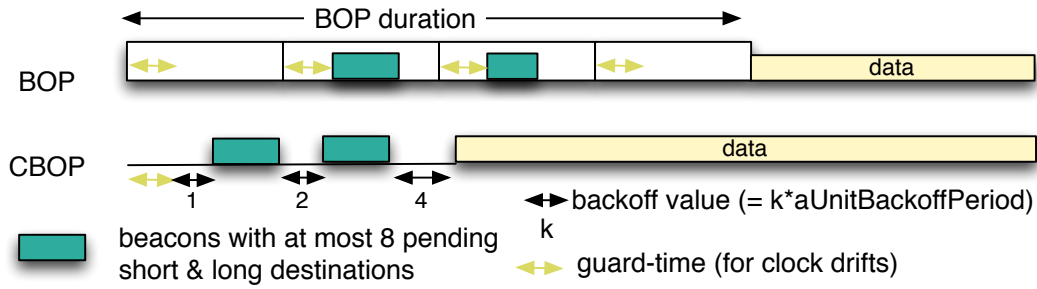 BOP duration
BOP
data
CBOP
data
1 2 4
backoff value (= k*aUnitBackoffPeriod)
k
beacons with at most 8 pending
short & long destinations
guard-time (for clock drifts)